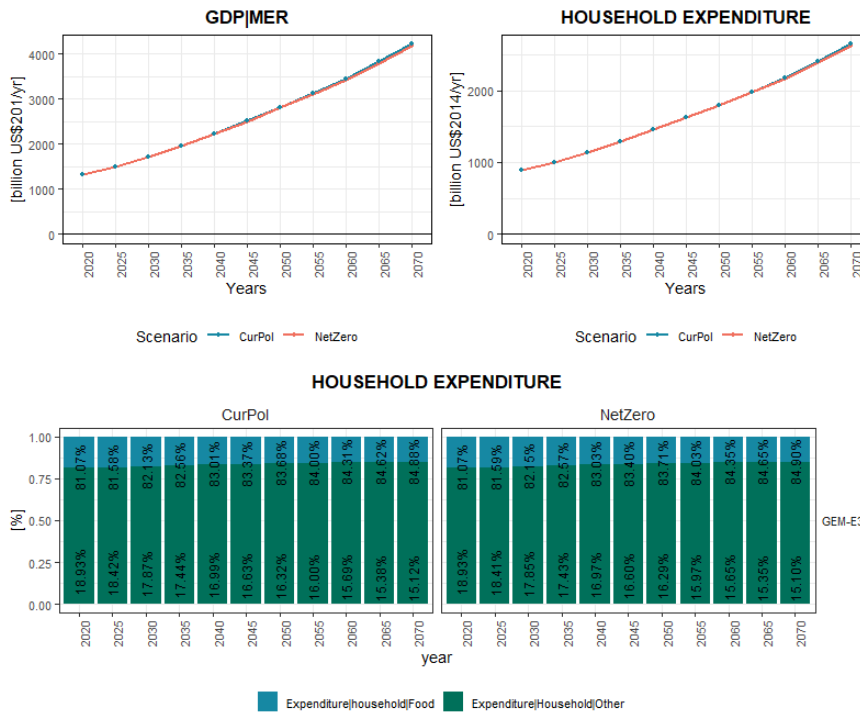 GDP|MER
[billion US$201/yr]
4000
3000
2000
1000
0
2020 2025 2030 2035 2040 2045 2050 2055 2060 2065 2070
Years
Scenario CurPol NetZero
HOUSEHOLD EXPENDITURE
[billion US$2014/yr]
2000
1000
0
2020 2025 2030 2035 2040 2045 2050 2055 2060 2065 2070
Years
Scenario CurPol NetZero
HOUSEHOLD EXPENDITURE
CurPol NetZero
[%]
1.00
0.75
0.50
0.25
0.00
81.07% 81.58% 82.13% 82.56% 83.01% 83.37% 83.68% 84.00% 84.31% 84.62% 84.88%
18.93% 18.42% 17.87% 17.44% 16.99% 16.63% 16.32% 16.00% 15.69% 15.38% 15.12%
2020 2025 2030 2035 2040 2045 2050 2055 2060 2065 2070
81.07% 81.59% 82.15% 82.57% 83.03% 83.40% 83.71% 84.03% 84.35% 84.65% 84.90%
18.93% 18.41% 17.85% 17.43% 16.97% 16.60% 16.29% 15.97% 15.65% 15.35% 15.10%
2020 2025 2030 2035 2040 2045 2050 2055 2060 2065 2070
GEM-E3
year
Expenditure|household|Food Expenditure|Household|Other